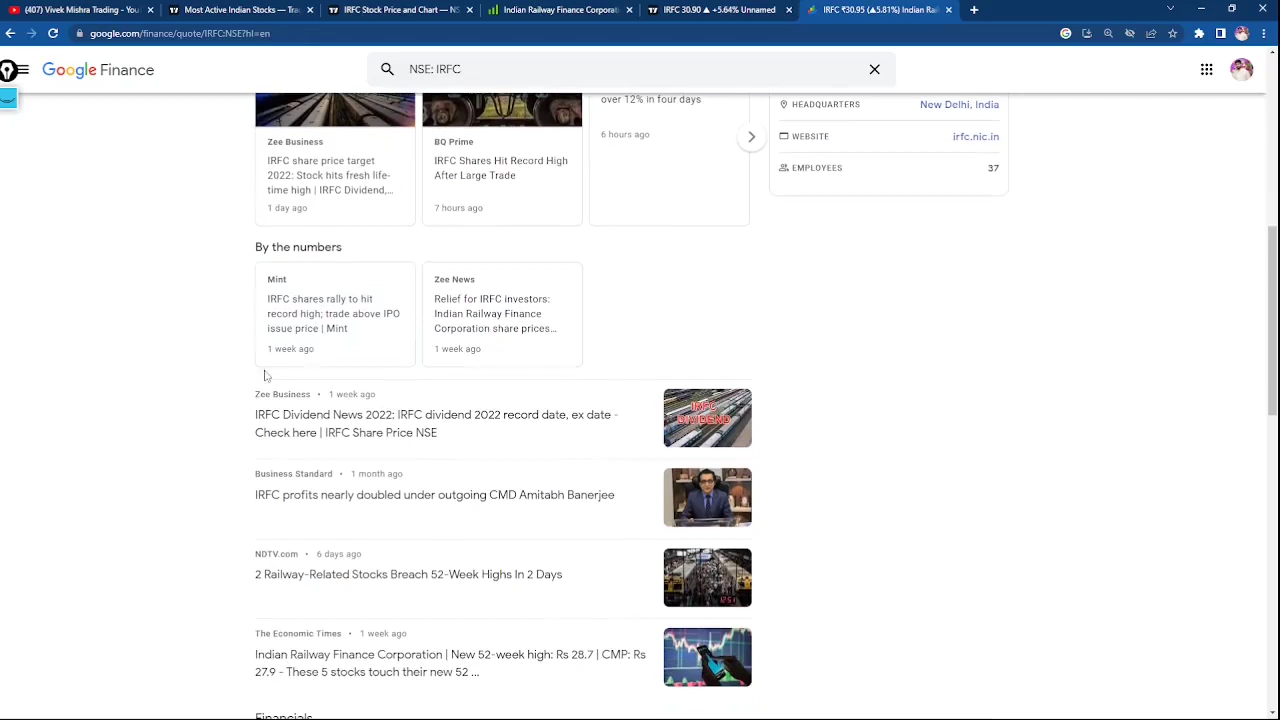 (407) Vivek Mishra Trading - You
Most Active Indian Stocks — Tra
IRFC Stock Price and Chart — N
Indian Railway Finance Corporat
IRFC 30.90 ▲ +5.64% Unnamed
IRFC ₹30.95 (▲5.81%) Indian Rai
google.com/finance/quote/IRFC:NSE?hl=en
Google Finance
NSE: IRFC
over 12% in four days
6 hours ago
Zee Business
IRFC share price target
2022: Stock hits fresh life-
time high | IRFC Dividend,...
1 day ago
BQ Prime
IRFC Shares Hit Record High
After Large Trade
7 hours ago
HEADQUARTERS New Delhi, India
WEBSITE irfc.nic.in
EMPLOYEES 37
By the numbers
Mint
IRFC shares rally to hit
record high; trade above IPO
issue price | Mint
1 week ago
Zee News
Relief for IRFC investors:
Indian Railway Finance
Corporation share prices...
1 week ago
Zee Business • 1 week ago
IRFC Dividend News 2022: IRFC dividend 2022 record date, ex date -
Check here | IRFC Share Price NSE
IRFC
DIVIDEND
Business Standard • 1 month ago
IRFC profits nearly doubled under outgoing CMD Amitabh Banerjee
NDTV.com • 6 days ago
2 Railway-Related Stocks Breach 52-Week Highs In 2 Days
The Economic Times • 1 week ago
Indian Railway Finance Corporation | New 52-week high: Rs 28.7 | CMP: Rs
27.9 - These 5 stocks touch their new 52 ...
Financials